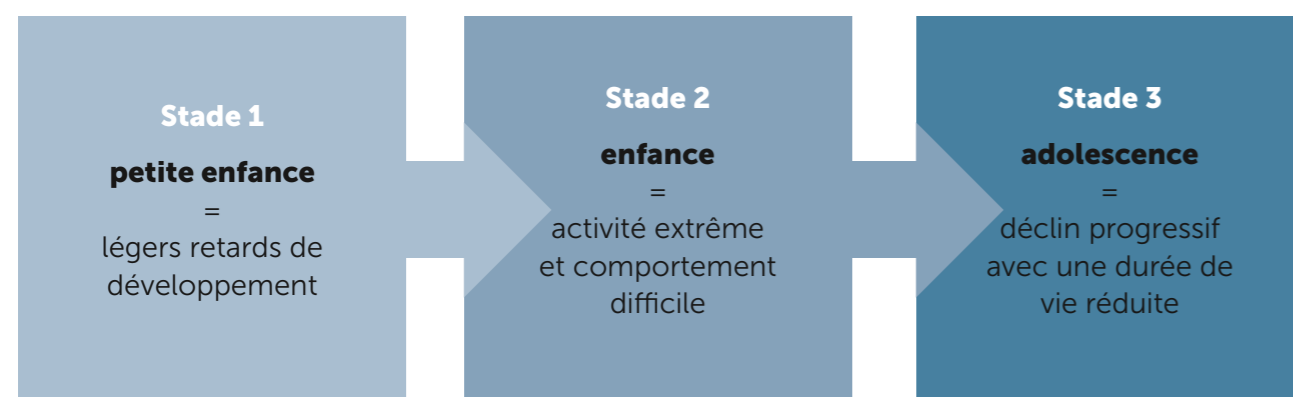 Stade 1
petite enfance
=
légers retards de
développement
Stade 2
enfance
=
activité extrême
et comportement
difficile
Stade 3
adolescence
=
déclin progressif
avec une durée de
vie réduite